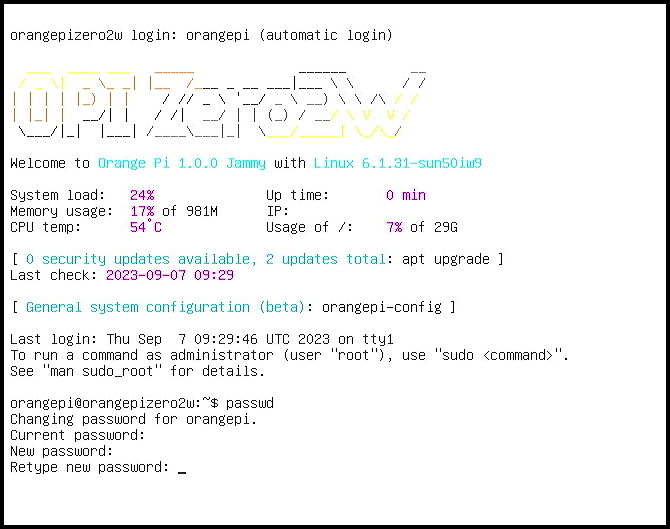 orangepizero2w login: orangepi (automatic login)
OPI Zero2W
Welcome to Orange Pi 1.0.0 Jammy with Linux 6.1.31-sun50iw9
System load: 24% Up time: 0 min
Memory usage: 17% of 981M IP:
CPU temp: 54°C Usage of /: 7% of 29G
[ 0 security updates available, 2 updates total: apt upgrade ]
Last check: 2023-09-07 09:29
[ General system configuration (beta): orangepi-config ]
Last login: Thu Sep  7 09:29:46 UTC 2023 on tty1
To run a command as administrator (user "root"), use "sudo <command>".
See "man sudo_root" for details.
orangepi@orangepizero2w:~$ passwd
Changing password for orangepi.
Current password:
New password:
Retype new password: _